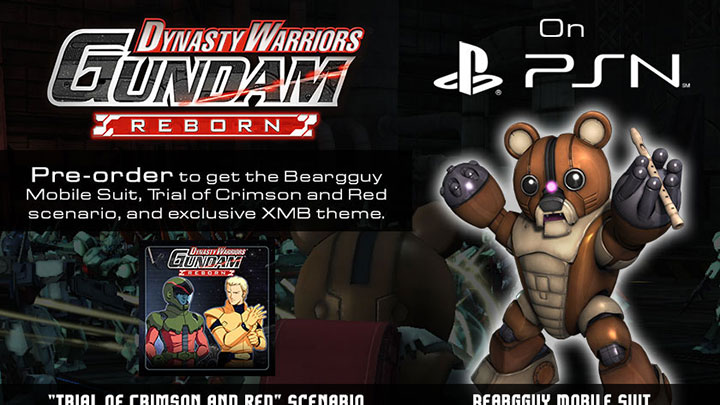 DYNASTY WARRIORS
GUNDAM
REBORN
On
PSN
SM
Pre-order to get the Beargguy
Mobile Suit, Trial of Crimson and Red
scenario, and exclusive XMB theme.
DYNASTY WARRIORS
GUNDAM
REBORN
"TRIAL OF CRIMSON AND RED" SCENARIO
BEARGGUY MOBILE SUIT